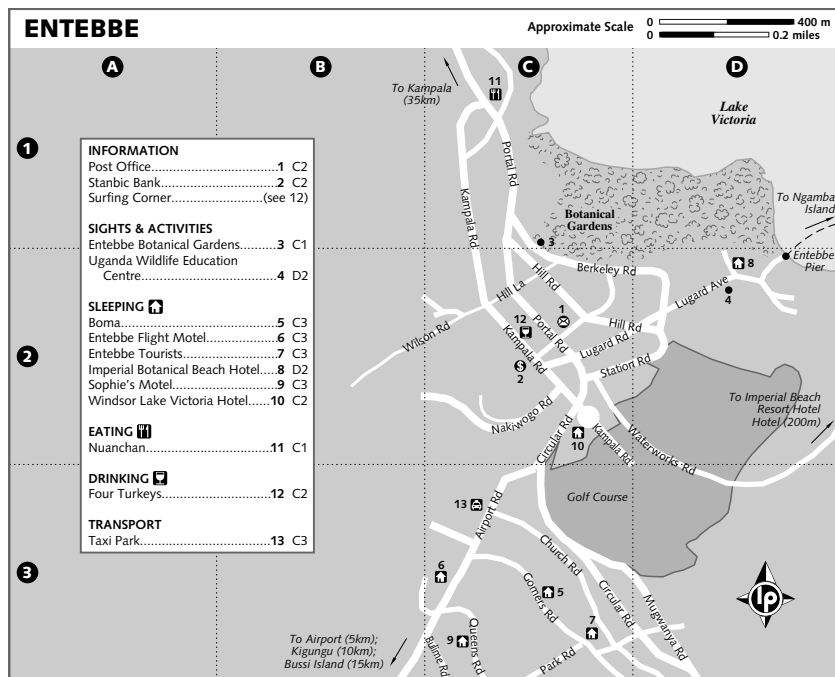 ENTEBBE
Approximate Scale
0 400 m
0 0.2 miles
A B C D
1
2
3
INFORMATION
Post Office.............................1 C2
Stanbic Bank..........................2 C2
Surfing Corner....................(see 12)
SIGHTS & ACTIVITIES
Entebbe Botanical Gardens........3 C1
Uganda Wildlife Education
Centre...............................4 D2
SLEEPING
Boma....................................5 C3
Entebbe Flight Motel................6 C3
Entebbe Tourists......................7 C3
Imperial Botanical Beach Hotel..8 D2
Sophie's Motel........................9 C3
Windsor Lake Victoria Hotel.....10 C2
EATING
Nuanchan............................11 C1
DRINKING
Four Turkeys........................12 C2
TRANSPORT
Taxi Park.............................13 C3
To Kampala
(35km)
11
Lake
Victoria
Portal Rd
Kampala Rd
Botanical
Gardens
3
To Ngamba
Island
Entebbe
Pier
8
4
Berkeley Rd
Lugard Ave
Hill Rd
Hill La
Wilson Rd
12
1
Portal Rd
Hill Rd
Kampala Rd
Lugard Rd
2
Station Rd
Nakiwogo Rd
Circular Rd
10
Kampala Rd
Waterworks Rd
To Imperial Beach
Resort Hotel
Hotel (200m)
Golf Course
13
Airport Rd
Church Rd
6
Gomers Rd
5
Circular Rd
Mugwanya Rd
7
9
Queens Rd
Bulime Rd
Park Rd
To Airport (5km);
Kigungu (10km);
Bussi Island (15km)
lp